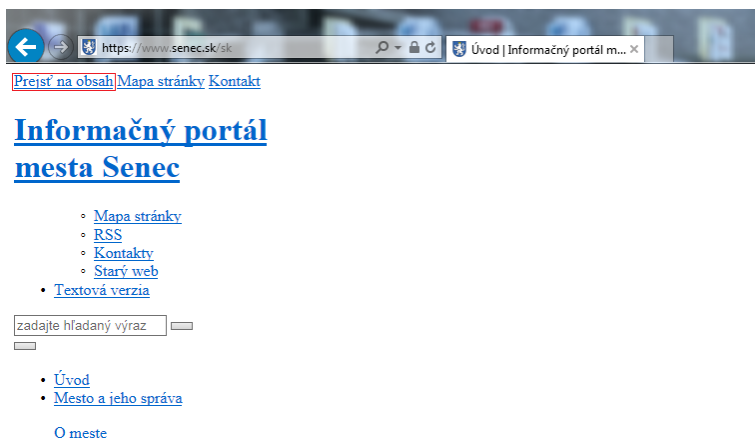 https://www.senec.sk/sk
Úvod | Informačný portál m...
Prejsť na obsah Mapa stránky Kontakt
Informačný portál
mesta Senec
Mapa stránky
RSS
Kontakty
Starý web
Textová verzia
zadajte hľadaný výraz
Úvod
Mesto a jeho správa
O meste